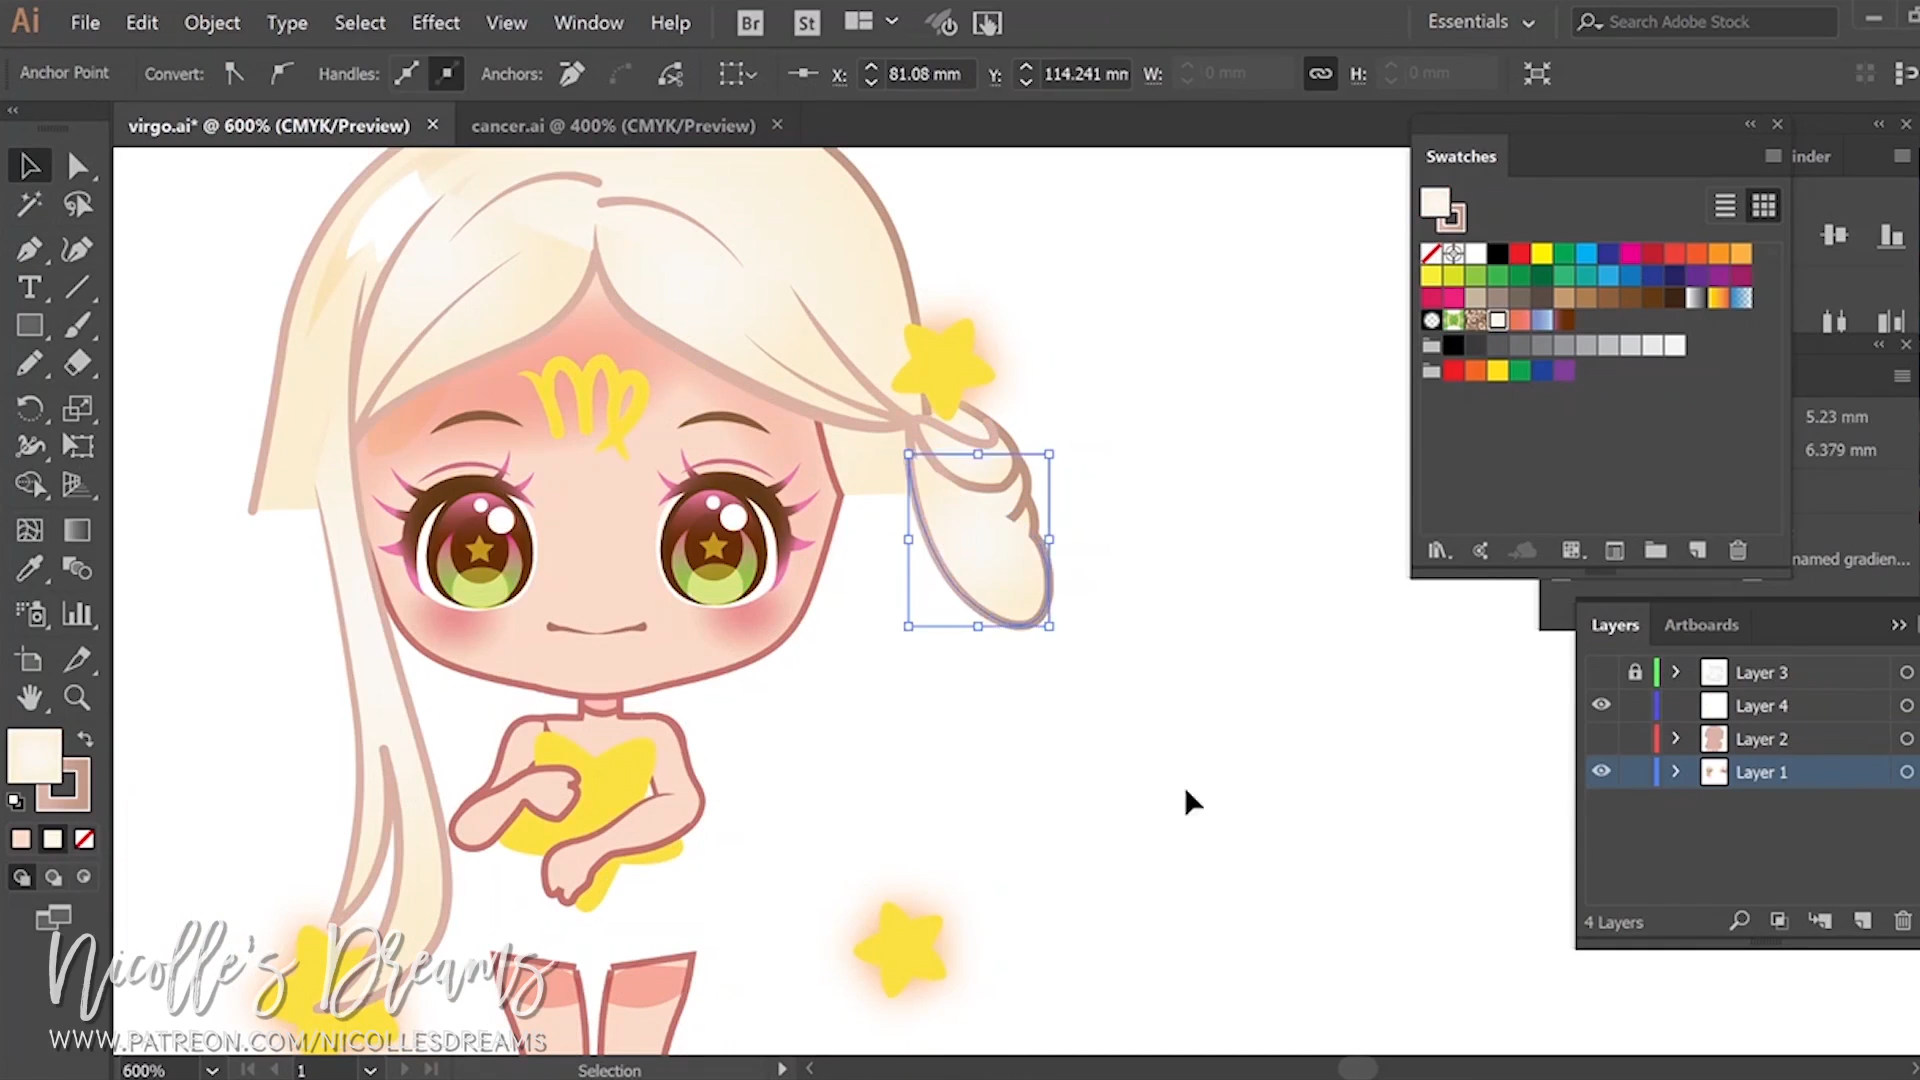 Ai File Edit Object Type Select Effect View Window Help Br St Essentials Search Adobe Stock
Anchor Point Convert: Handles: Anchors: X: 81.08 mm Y: 114.241 mm W: 0 mm H: 0 mm
virgo.ai* @ 600% (CMYK/Preview) cancer.ai @ 400% (CMYK/Preview)
Swatches inder
5.23 mm
6.379 mm
named gradien...
Layers Artboards
Layer 3
Layer 4
Layer 2
Layer 1
4 Layers
Nicolle's Dreams
WWW.PATREON.COM/NICOLLESDREAMS
600% 1 Selection